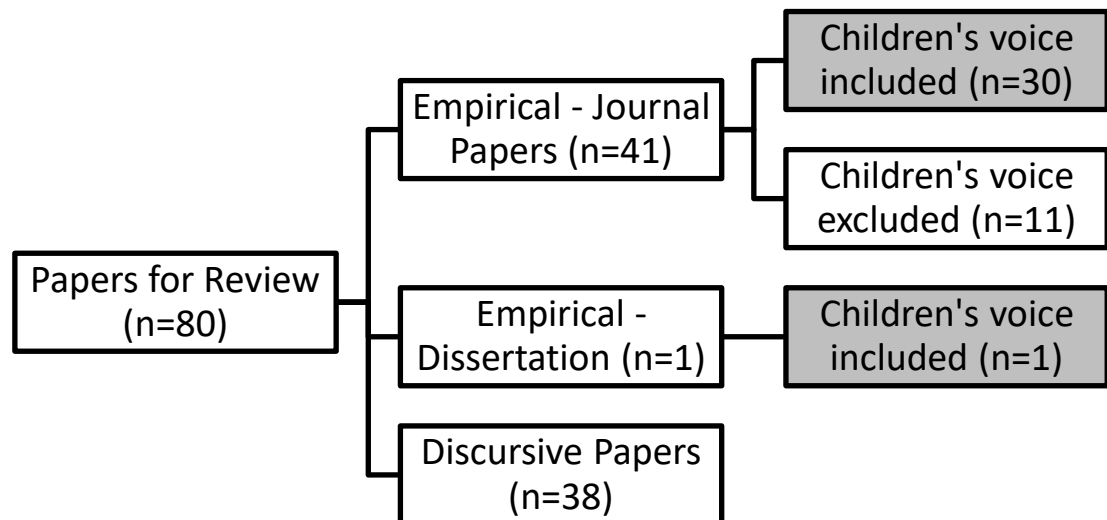 Papers for Review
(n=80)
Empirical - Journal
Papers (n=41)
Children's voice
included (n=30)
Children's voice
excluded (n=11)
Empirical -
Dissertation (n=1)
Children's voice
included (n=1)
Discursive Papers
(n=38)